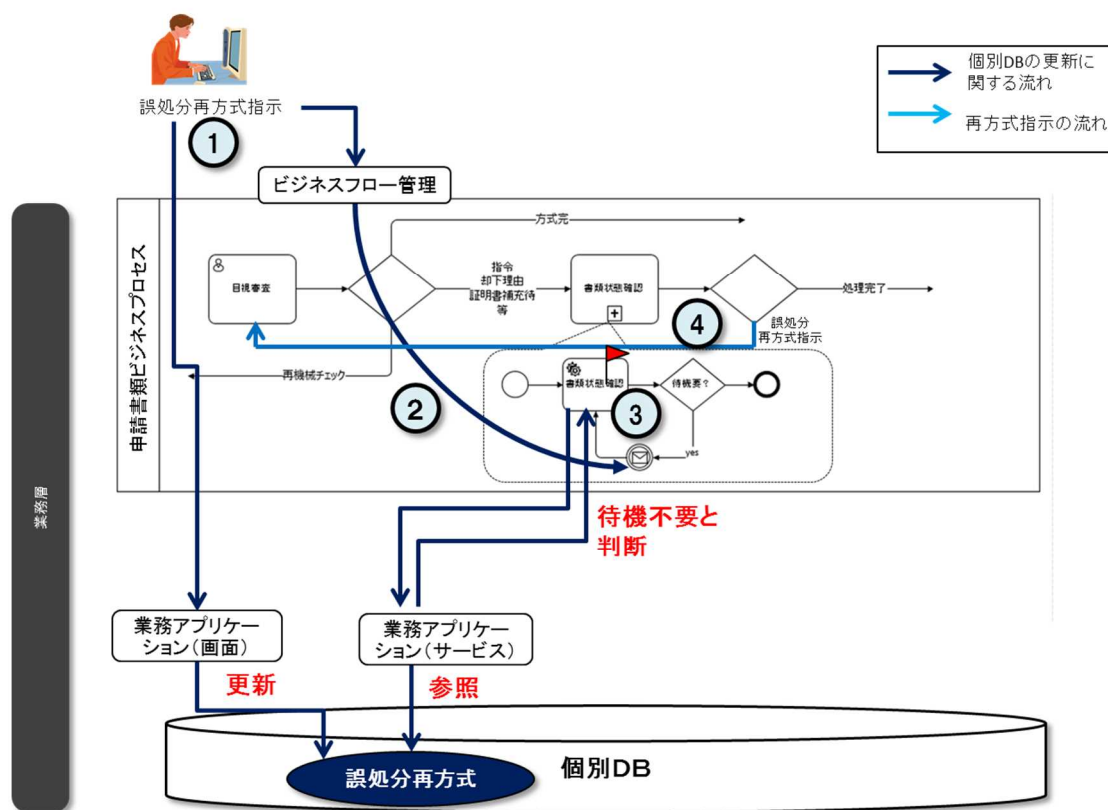 誤処分再方式指示
1
個別DBの更新に
関する流れ
再方式指示の流れ
ビジネスフロー管理
業務層
申請書類ビジネスプロセス
方式完
目視審査
指令
却下理由
証明書補充待
等
書類状態確認
処理完了
4
誤処分
再方式指示
再機械チェック
2
書類状態確認
待機要?
3
yes
待機不要と
判断
業務アプリケー
ション(画面)
業務アプリケー
ション(サービス)
更新
参照
誤処分再方式
個別DB